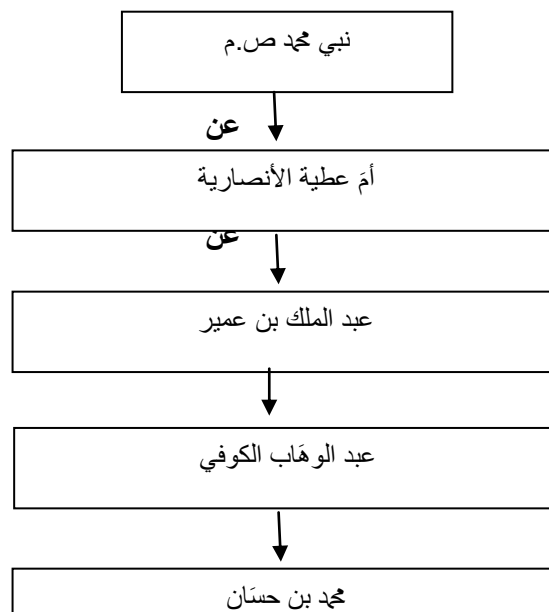 نبي محمد ص.م
عن
أمَ عطية الأنصارية
عن
عبد الملك بن عمير
عبد الوهَاب الكوفي
محمد بن حسَان